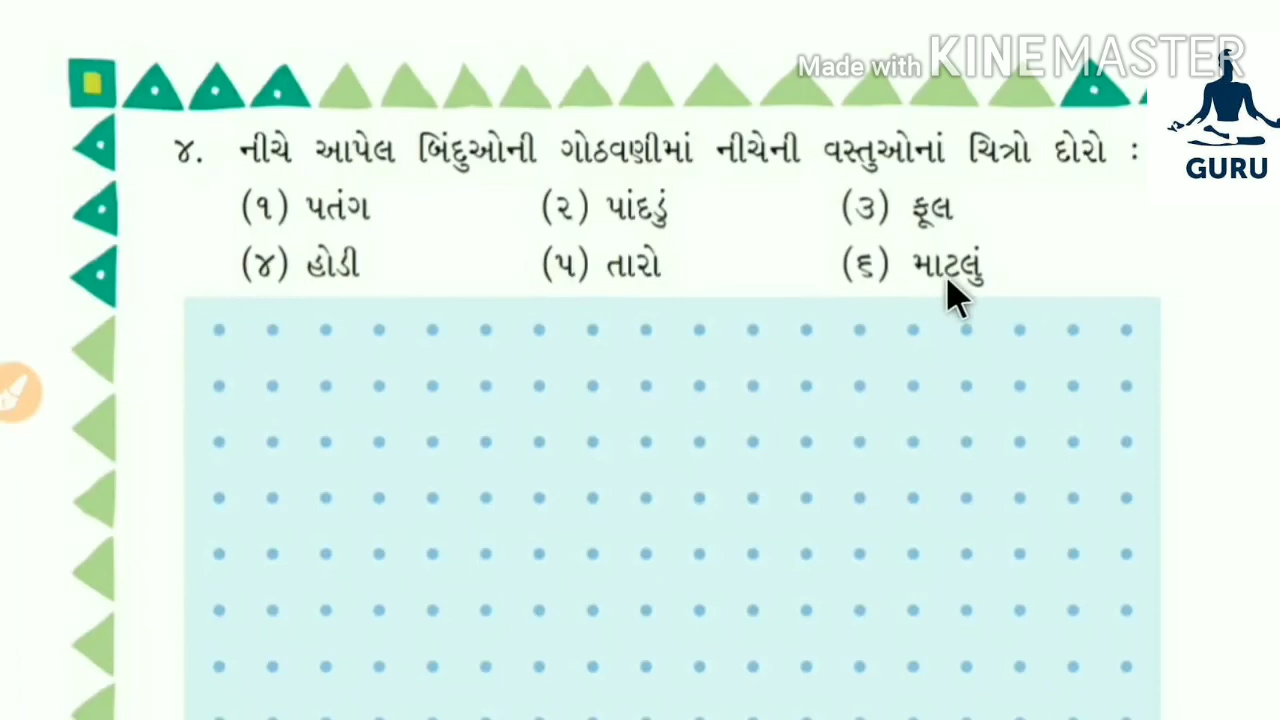 Made with KINEMASTER
GURU
૪. નીચે આપેલ બિંદુઓની ગોઠવણીમાં નીચેની વસ્તુઓનાં ચિત્રો દોરો :
(૧) પતંગ (૨) પાંદડું (૩) ફૂલ
(૪) હોડી (૫) તારો (૬) માટલું